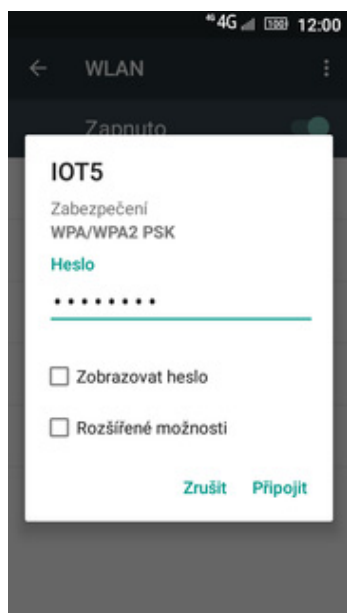 4G 100 12:00
WLAN
Zapnuto
IOT5
Zabezpečení
WPA/WPA2 PSK
Heslo
••••••••
Zobrazovat heslo
Rozšířené možnosti
Zrušit Připojit